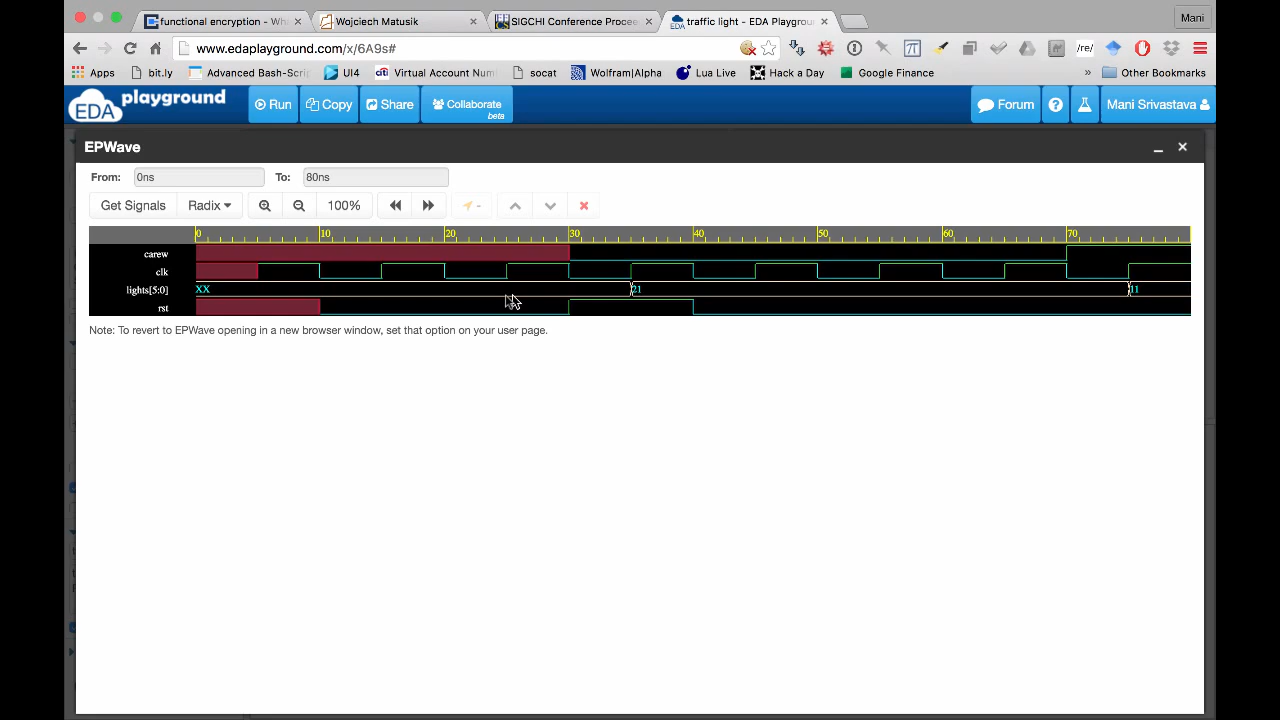 functional encryption - Wha
Wojciech Matusik
SIGCHI Conference Procee
traffic light - EDA Playgrou
Mani
www.edaplayground.com/x/6A9s#
/re/
Apps
bit.ly
Advanced Bash-Scrip
UI4
Virtual Account Num
socat
Wolfram|Alpha
Lua Live
Hack a Day
Google Finance
»
Other Bookmarks
EDA playground
Run
Copy
Share
Collaborate
beta
Forum
?
Mani Srivastava
EPWave
From:
0ns
To:
80ns
Get Signals
Radix
100%
0
10
20
30
40
50
60
70
carew
clk
lights[5:0]
XX
21
11
rst
Note: To revert to EPWave opening in a new browser window, set that option on your user page.